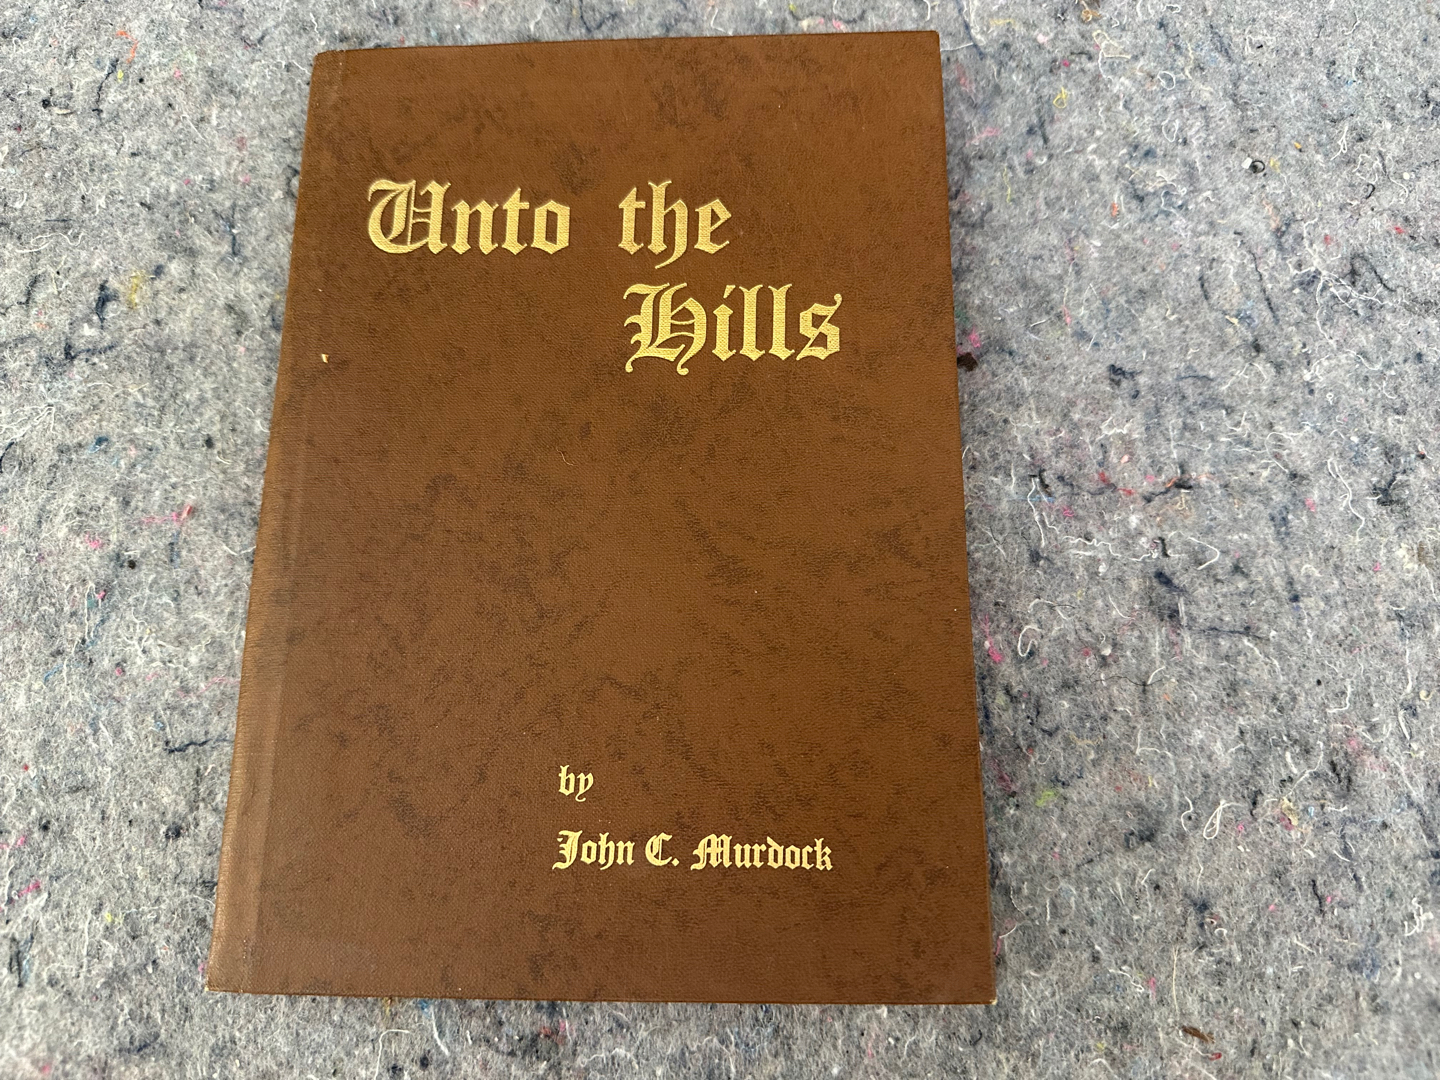 Unto the
Hills
by
John C. Murdock